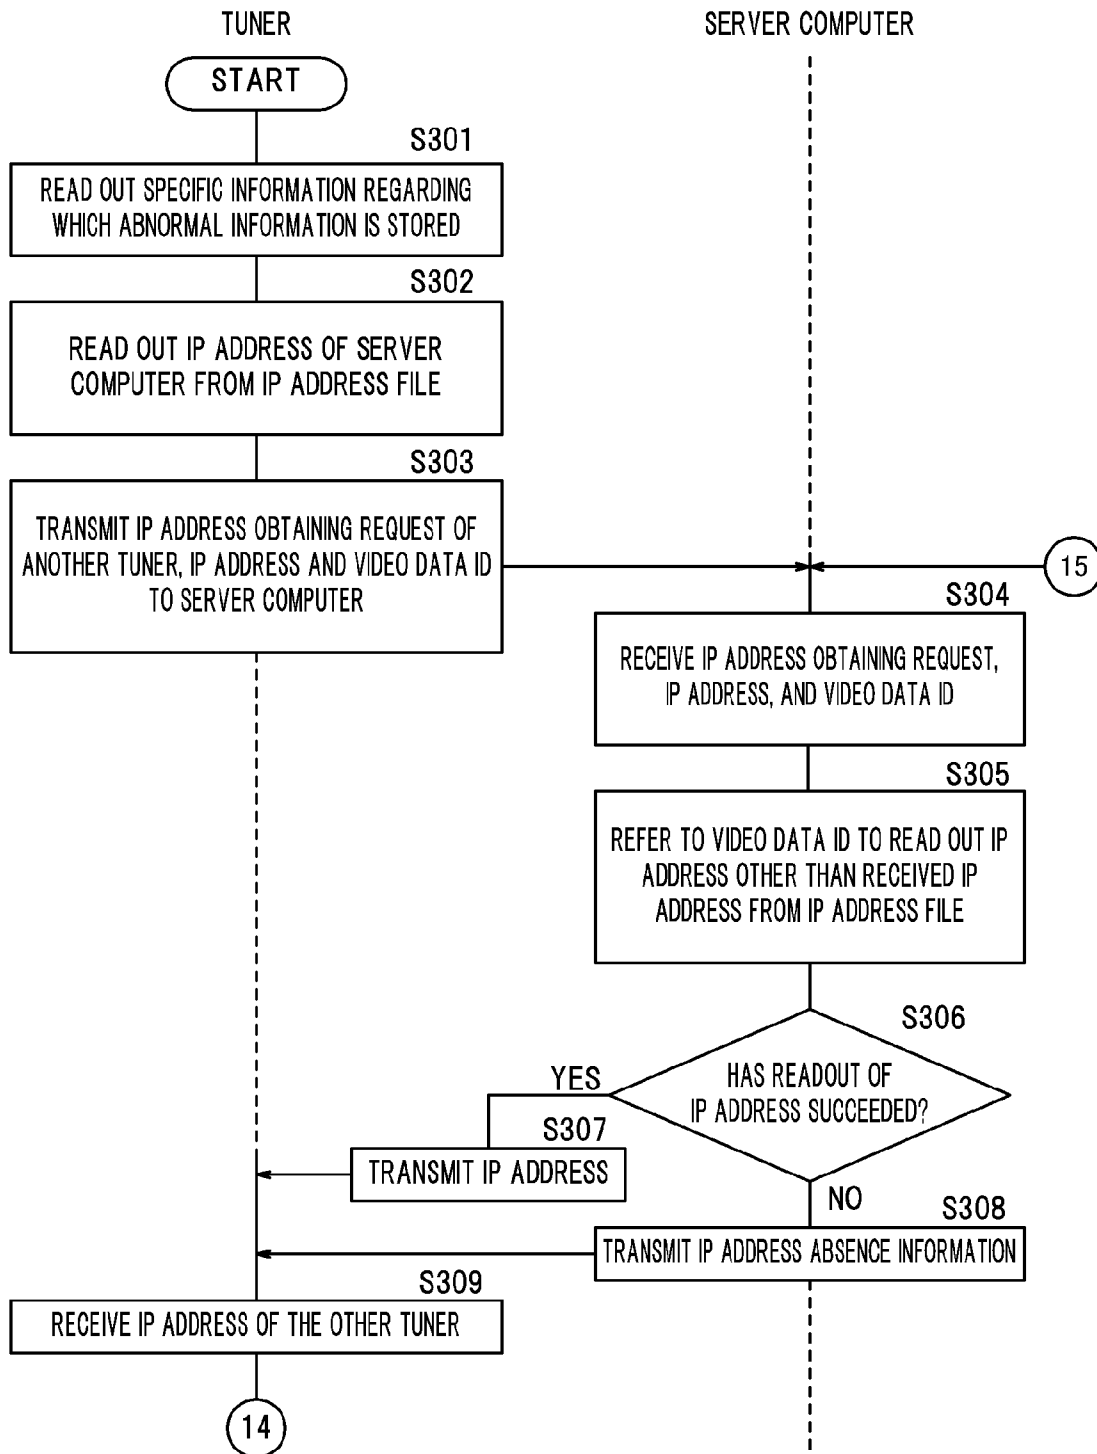 TUNER
SERVER COMPUTER
START
S301
READ OUT SPECIFIC INFORMATION REGARDING
WHICH ABNORMAL INFORMATION IS STORED
S302
READ OUT IP ADDRESS OF SERVER
COMPUTER FROM IP ADDRESS FILE
S303
TRANSMIT IP ADDRESS OBTAINING REQUEST OF
ANOTHER TUNER, IP ADDRESS AND VIDEO DATA ID
TO SERVER COMPUTER
15
S304
RECEIVE IP ADDRESS OBTAINING REQUEST,
IP ADDRESS, AND VIDEO DATA ID
S305
REFER TO VIDEO DATA ID TO READ OUT IP
ADDRESS OTHER THAN RECEIVED IP
ADDRESS FROM IP ADDRESS FILE
S306
HAS READOUT OF
IP ADDRESS SUCCEEDED?
YES
S307
TRANSMIT IP ADDRESS
NO
S308
TRANSMIT IP ADDRESS ABSENCE INFORMATION
S309
RECEIVE IP ADDRESS OF THE OTHER TUNER
14